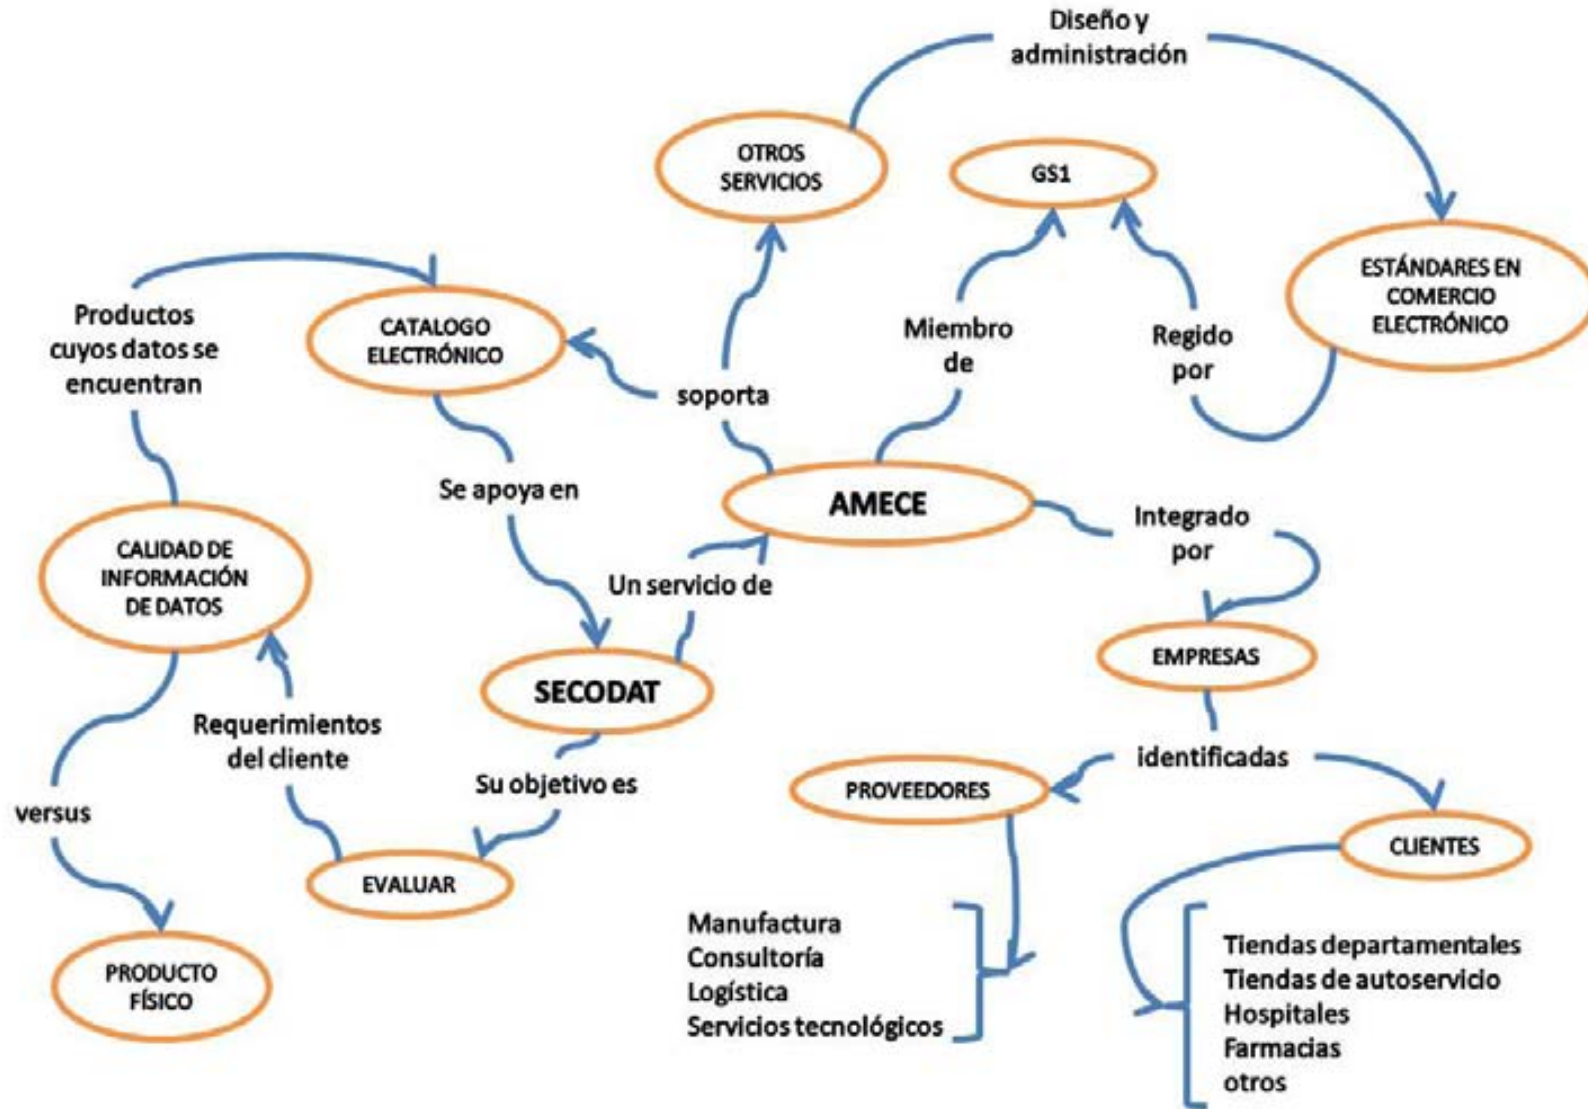 Diseño y
administración
OTROS
SERVICIOS
GS1
ESTÁNDARES EN
COMERCIO
ELECTRÓNICO
Productos
cuyos datos se
encuentran
CATALOGO
ELECTRÓNICO
soporta
Miembro
de
Regido
por
Se apoya en
AMECE
Integrado
por
CALIDAD DE
INFORMACIÓN
DE DATOS
Un servicio de
EMPRESAS
SECODAT
Requerimientos
del cliente
Su objetivo es
identificadas
PROVEEDORES
versus
CLIENTES
EVALUAR
PRODUCTO
FÍSICO
Manufactura
Consultoría
Logística
Servicios tecnológicos
Tiendas departamentales
Tiendas de autoservicio
Hospitales
Farmacias
otros